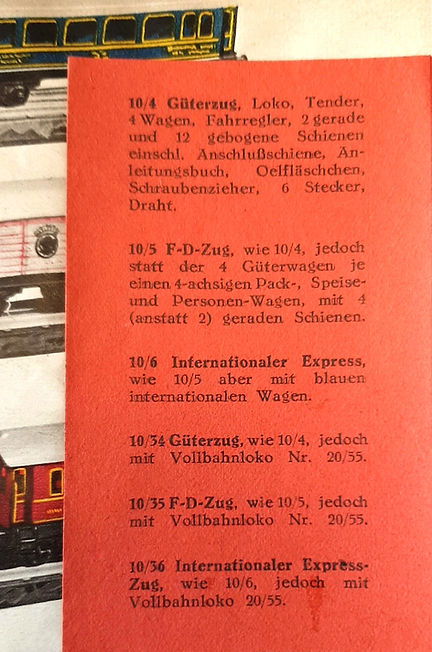 10/4 Güterzug, Loko, Tender,
4 Wagen, Fahrregler, 2 gerade
und 12 gebogene Schienen
einschl. Anschlußschiene, An-
leitungsbuch, Oelfläschchen,
Schraubenzieher, 6 Stecker,
Draht.
10/5 F-D-Zug, wie 10/4, jedoch
statt der 4 Güterwagen je
einen 4-achsigen Pack-, Speise-
und Personen-Wagen, mit 4
(anstatt 2) geraden Schienen.
10/6 Internationaler Express,
wie 10/5 aber mit blauen
internationalen Wagen.
10/34 Güterzug, wie 10/4, jedoch
mit Vollbahnloko Nr. 20/55.
10/35 F-D-Zug, wie 10/5, jedoch
mit Vollbahnloko Nr. 20/55.
10/36 Internationaler Express-
Zug, wie 10/6, jedoch mit
Vollbahnloko 20/55.